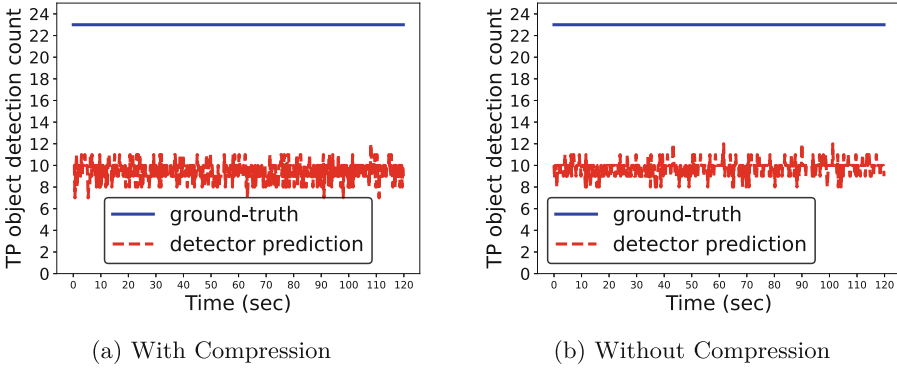 24
22
20
18
16
14
12
10
8
6
4
2
0
TP object detection count
ground-truth
detector prediction
0 10 20 30 40 50 60 70 80 90 100 110 120
Time (sec)
(a) With Compression
24
22
20
18
16
14
12
10
8
6
4
2
0
TP object detection count
ground-truth
detector prediction
0 10 20 30 40 50 60 70 80 90 100 110 120
Time (sec)
(b) Without Compression